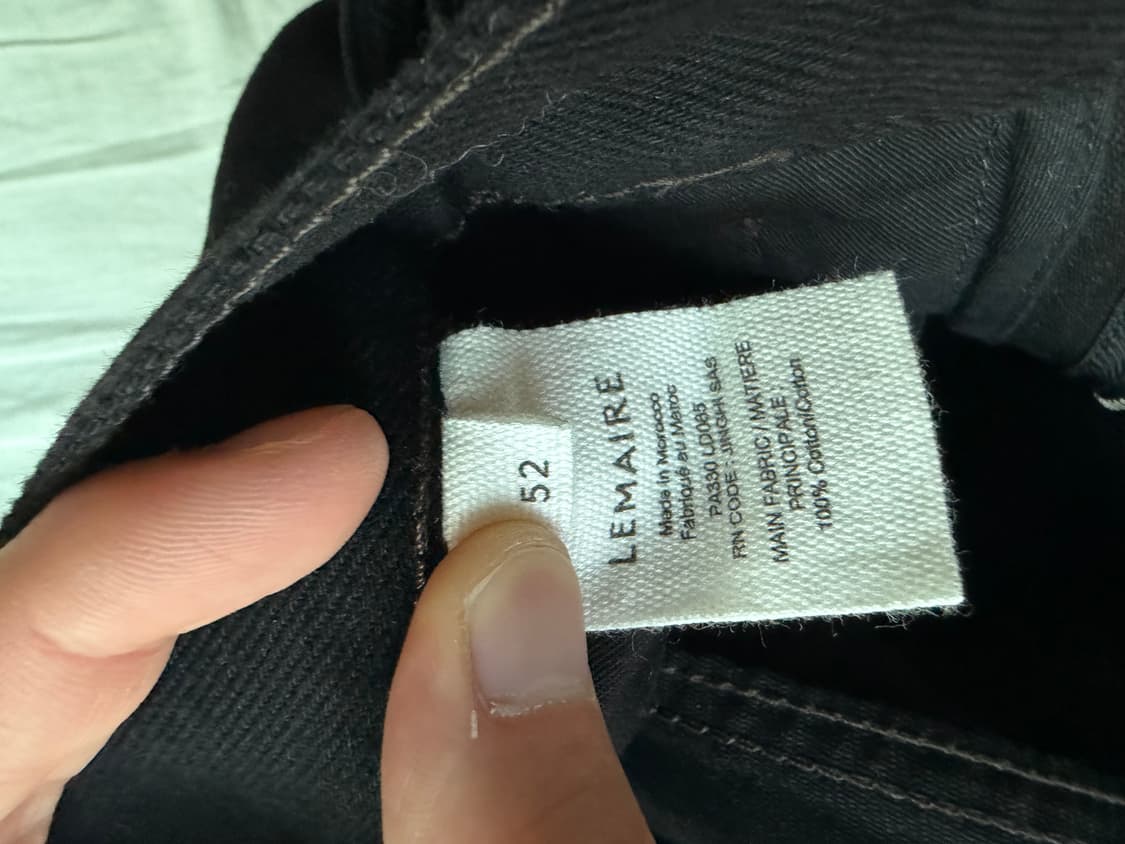 52
LEMAIRE
Made in Morocco
Fabriqué au Maroc
PA330 LD085
RN CODE : JINGHI SAS
MAIN FABRIC / MATIERE
PRINCIPALE :
100% Coton/Cotton